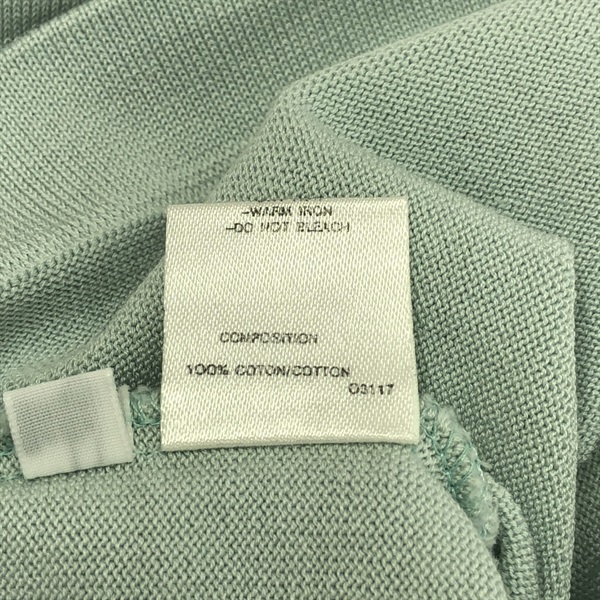 -WARM IRON
-DO NOT BLEACH
COMPOSITION
100% COTON/COTTON
03117